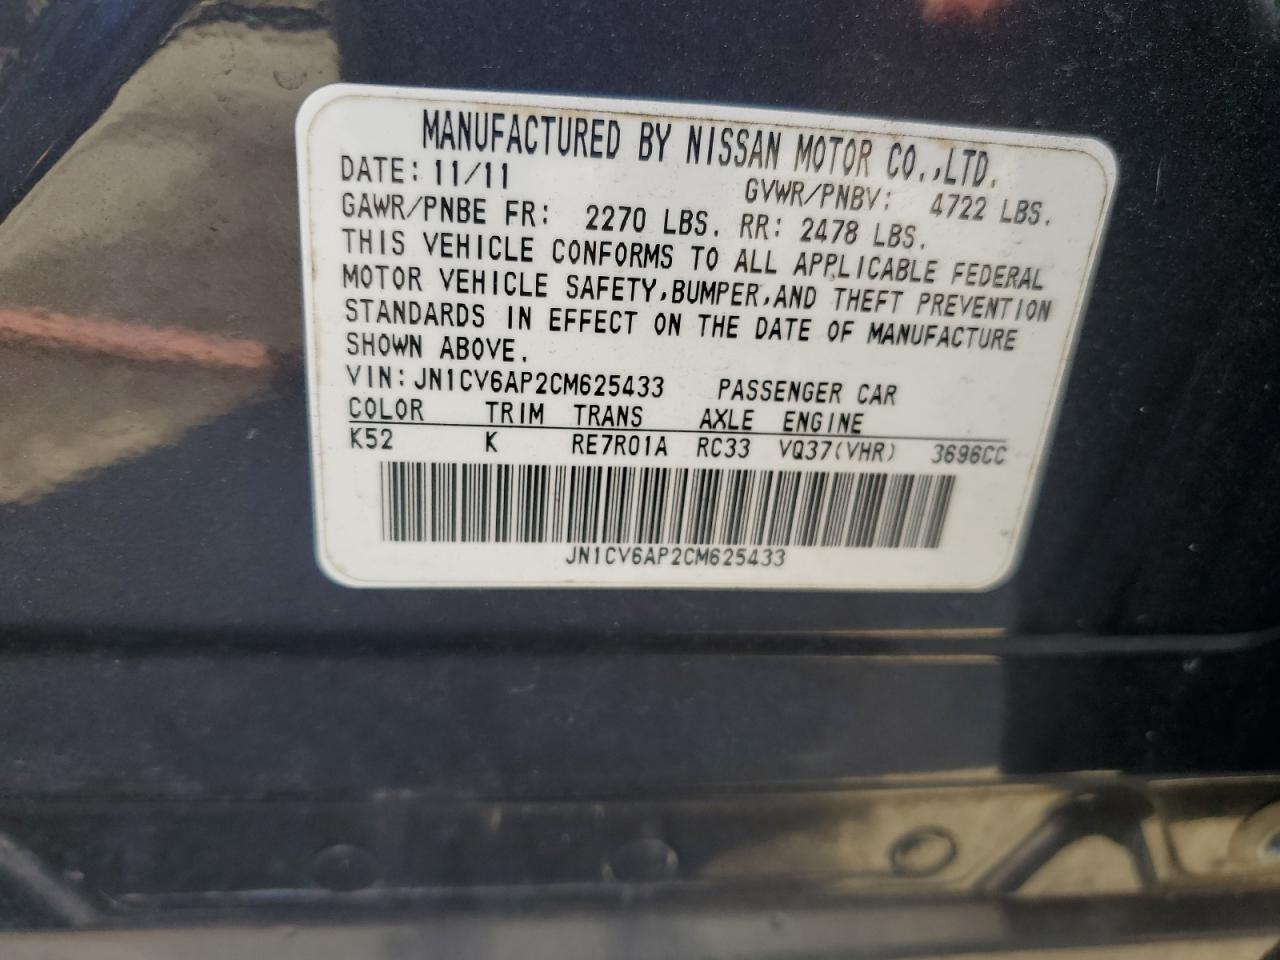 MANUFACTURED BY NISSAN MOTOR CO.,LTD.
DATE: 11/11 GVWR/PNBV: 4722 LBS.
GAWR/PNBE FR: 2270 LBS. RR: 2478 LBS.
THIS VEHICLE CONFORMS TO ALL APPLICABLE FEDERAL
MOTOR VEHICLE SAFETY,BUMPER,AND THEFT PREVENTION
STANDARDS IN EFFECT ON THE DATE OF MANUFACTURE
SHOWN ABOVE.
VIN: JN1CV6AP2CM625433 PASSENGER CAR
COLOR TRIM TRANS AXLE ENGINE
K52 K RE7R01A RC33 VQ37(VHR) 3696CC
JN1CV6AP2CM625433